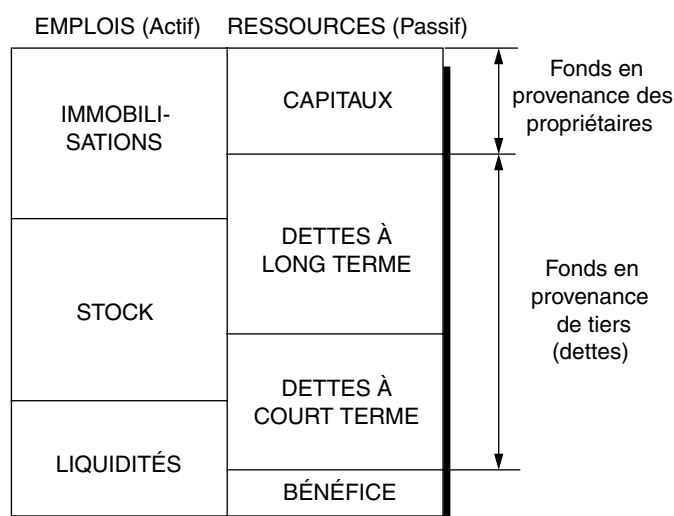 EMPLOIS (Actif)
RESSOURCES (Passif)
IMMOBILI-
SATIONS
STOCK
LIQUIDITÉS
CAPITAUX
DETTES À
LONG TERME
DETTES À
COURT TERME
BÉNÉFICE
Fonds en
provenance des
propriétaires
Fonds en
provenance
de tiers
(dettes)